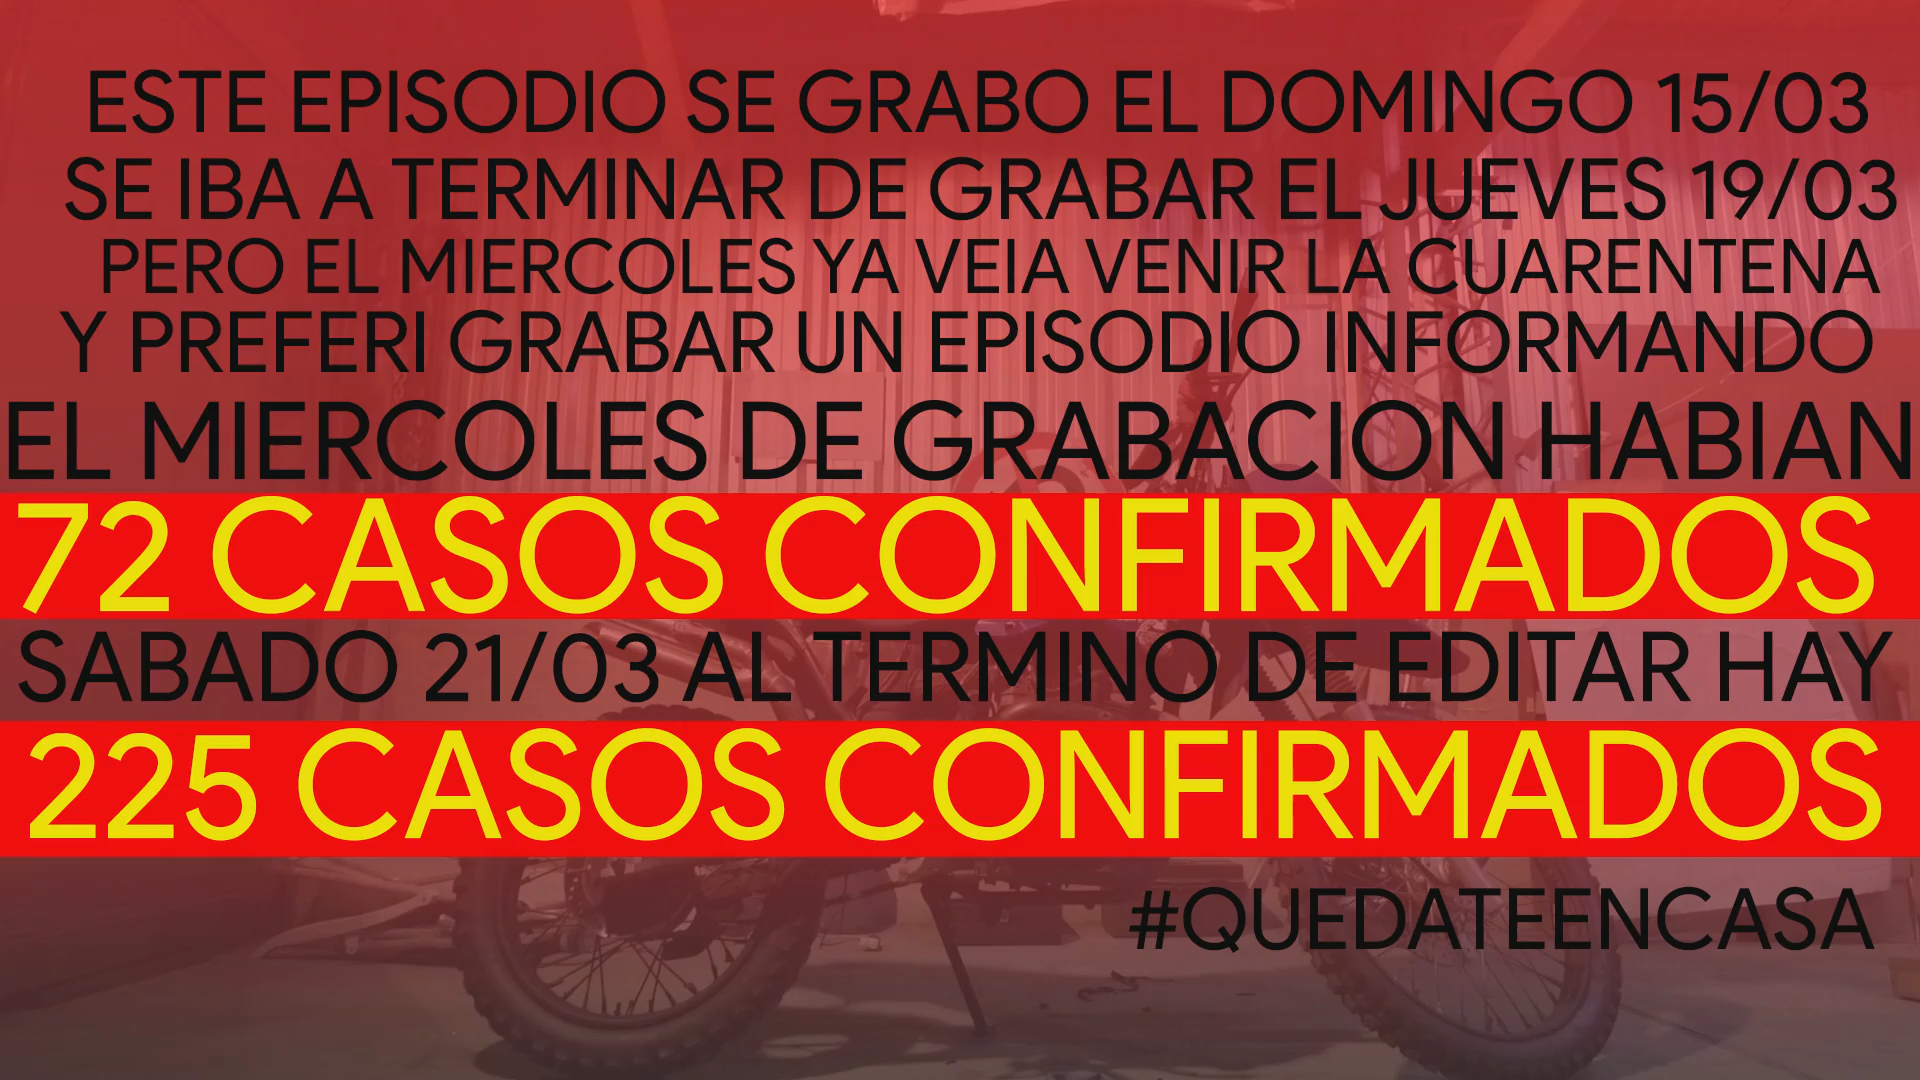 ESTE EPISODIO SE GRABO EL DOMINGO 15/03
SE IBA A TERMINAR DE GRABAR EL JUEVES 19/03
PERO EL MIERCOLES YA VEIA VENIR LA CUARENTENA
Y PREFERI GRABAR UN EPISODIO INFORMANDO
EL MIERCOLES DE GRABACION HABIAN
72 CASOS CONFIRMADOS
SABADO 21/03 AL TERMINO DE EDITAR HAY
225 CASOS CONFIRMADOS
#QUEDATEENCASA